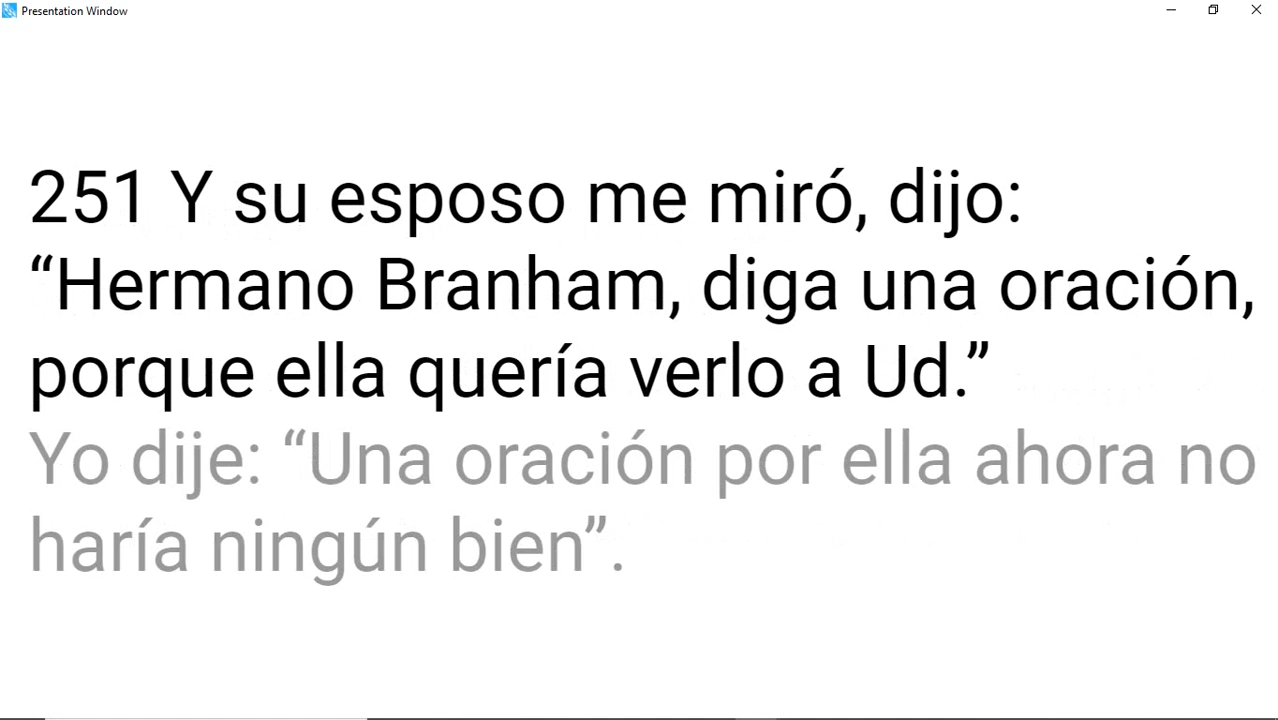 Presentation Window
251 Y su esposo me miró, dijo:
“Hermano Branham, diga una oración,
porque ella quería verlo a Ud.”
Yo dije: “Una oración por ella ahora no
haría ningún bien”.